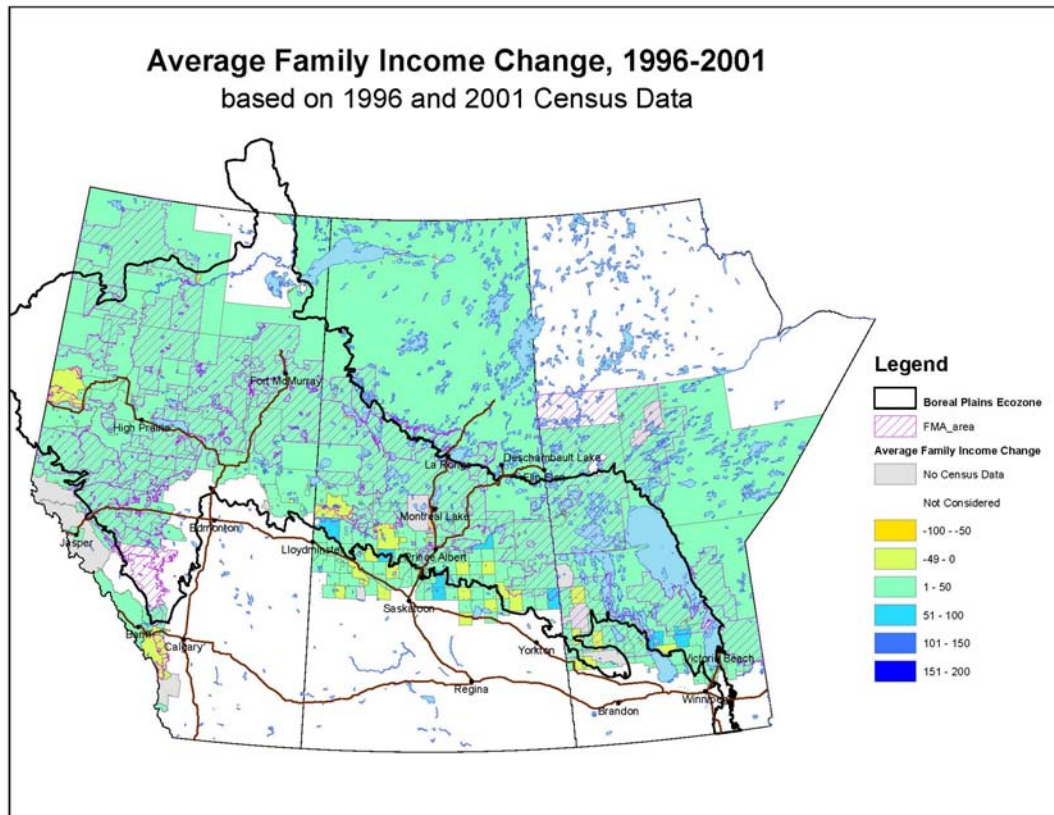 Average Family Income Change, 1996-2001
based on 1996 and 2001 Census Data
Fort McMurray
High Prairie
La Ronge
Deschambault Lake
Flin Flon
Montreal Lake
Edmonton
Jasper
Lloydminster
Prince Albert
Saskatoon
Banff
Calgary
Yorkton
Victoria Beach
Regina
Brandon
Winnipeg
Legend
Boreal Plains Ecozone
FMA_area
Average Family Income Change
No Census Data
Not Considered
-100 - -50
-49 - 0
1 - 50
51 - 100
101 - 150
151 - 200